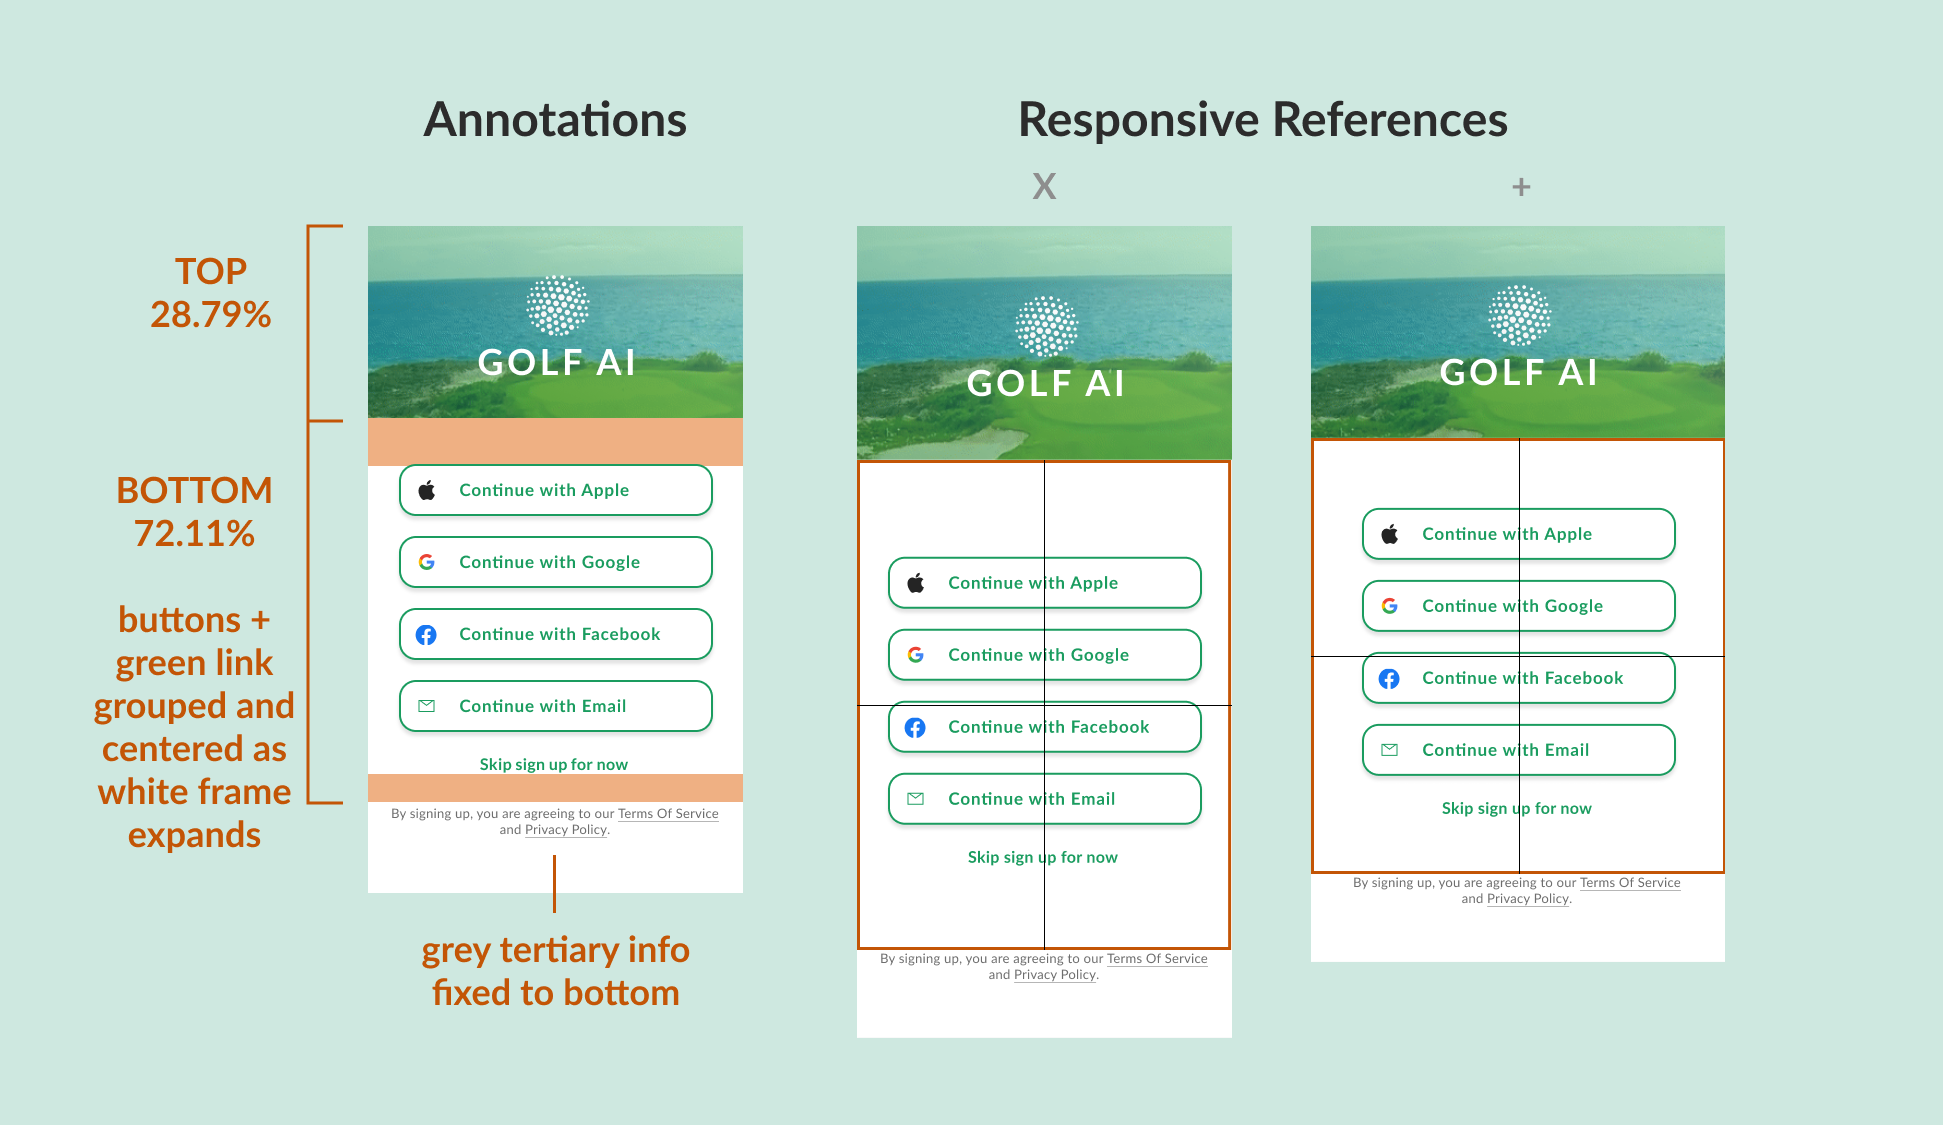 Annotations
Responsive References
X
+
TOP
28.79%
BOTTOM
72.11%
buttons +
green link
grouped and
centered as
white frame
expands
GOLF AI
Continue with Apple
Continue with Google
Continue with Facebook
Continue with Email
Skip sign up for now
By signing up, you are agreeing to our Terms Of Service
and Privacy Policy.
grey tertiary info
fixed to bottom
GOLF AI
Continue with Apple
Continue with Google
Continue with Facebook
Continue with Email
Skip sign up for now
By signing up, you are agreeing to our Terms Of Service
and Privacy Policy.
GOLF AI
Continue with Apple
Continue with Google
Continue with Facebook
Continue with Email
Skip sign up for now
By signing up, you are agreeing to our Terms Of Service
and Privacy Policy.